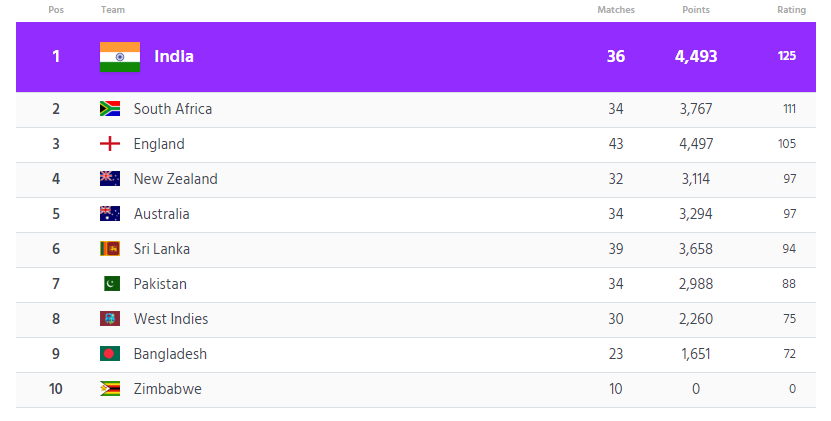 Pos Team Matches Points Rating
1 India 36 4,493 125
2 South Africa 34 3,767 111
3 England 43 4,497 105
4 New Zealand 32 3,114 97
5 Australia 34 3,294 97
6 Sri Lanka 39 3,658 94
7 Pakistan 34 2,988 88
8 West Indies 30 2,260 75
9 Bangladesh 23 1,651 72
10 Zimbabwe 10 0 0